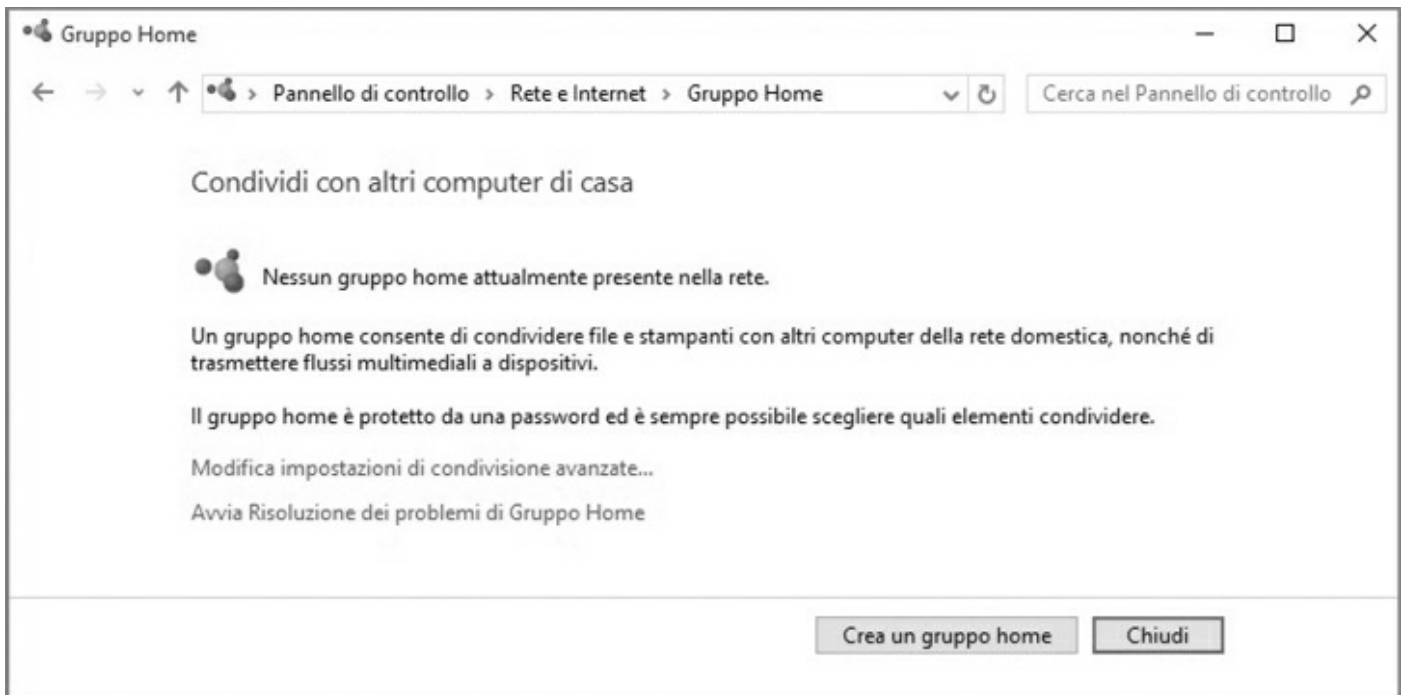 Gruppo Home
Pannello di controllo > Rete e Internet > Gruppo Home
Cerca nel Pannello di controllo
Condividi con altri computer di casa
Nessun gruppo home attualmente presente nella rete.
Un gruppo home consente di condividere file e stampanti con altri computer della rete domestica, nonché di
trasmettere flussi multimediali a dispositivi.
Il gruppo home è protetto da una password ed è sempre possibile scegliere quali elementi condividere.
Modifica impostazioni di condivisione avanzate...
Avvia Risoluzione dei problemi di Gruppo Home
Crea un gruppo home
Chiudi